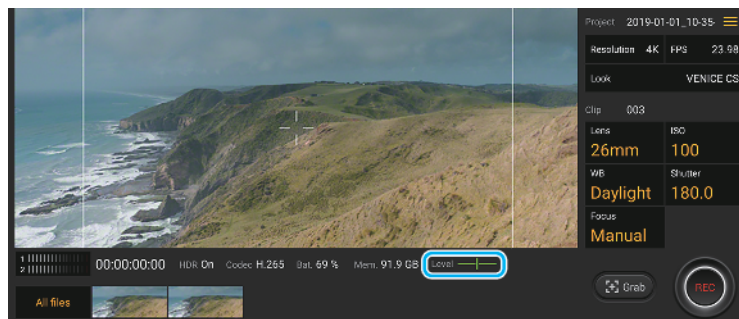 Project 2019-01-01_10-35-
Resolution 4K FPS 23.98
Look VENICE CS
Clip 003
Lens ISO
26mm 100
WB Shutter
Daylight 180.0
Focus
Manual
1
2
00:00:00:00 HDR On Codec H.265 Bat. 69 % Mem. 91.9 GB Level
Grab REC
All files